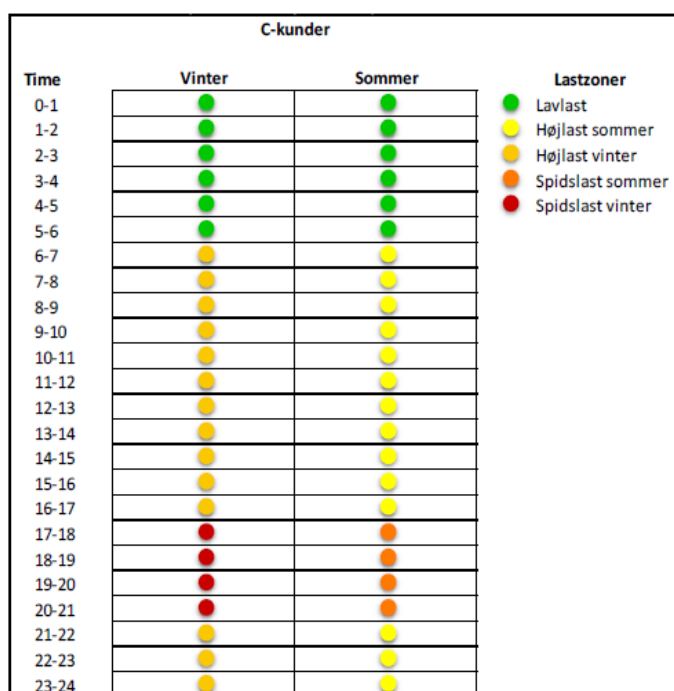 C-kunder
Time Vinter Sommer Lastzoner
0-1 Lavlast
1-2 Højlast sommer
2-3 Højlast vinter
3-4 Spidslast sommer
4-5 Spidslast vinter
5-6
6-7
7-8
8-9
9-10
10-11
11-12
12-13
13-14
14-15
15-16
16-17
17-18
18-19
19-20
20-21
21-22
22-23
23-24